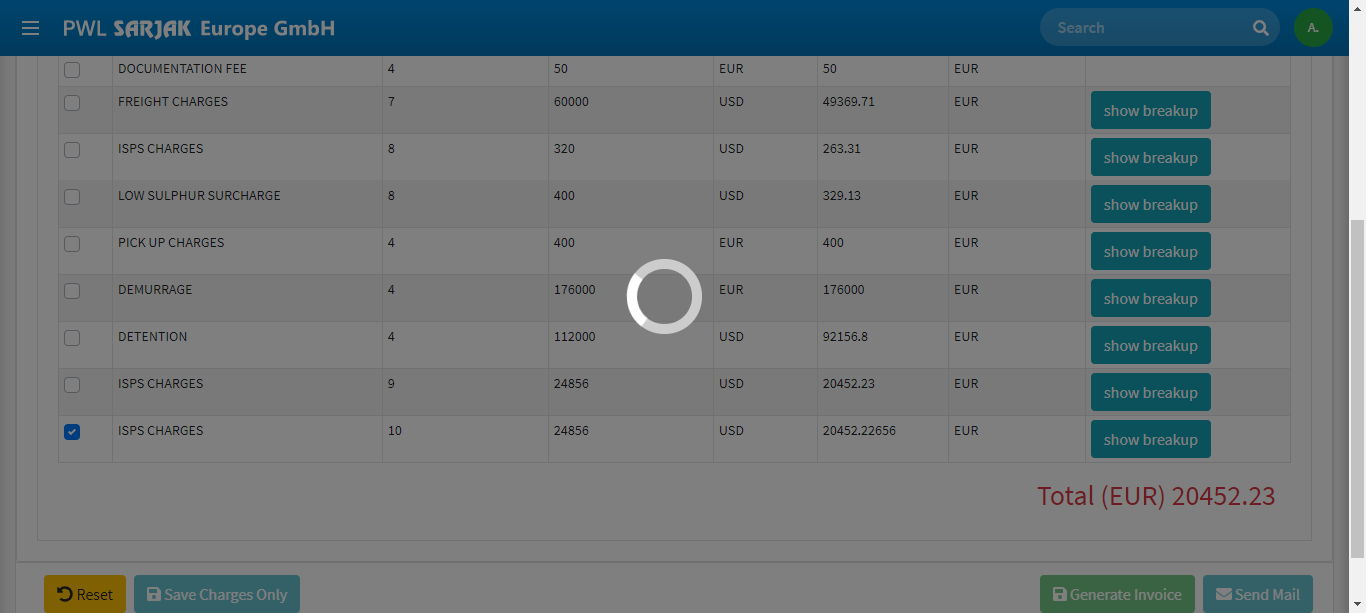 PWL SARJAK Europe GmbH Search A.
DOCUMENTATION FEE 4 50 EUR 50 EUR
FREIGHT CHARGES 7 60000 USD 49369.71 EUR show breakup
ISPS CHARGES 8 320 USD 263.31 EUR show breakup
LOW SULPHUR SURCHARGE 8 400 USD 329.13 EUR show breakup
PICK UP CHARGES 4 400 EUR 400 EUR show breakup
DEMURRAGE 4 176000 EUR 176000 EUR show breakup
DETENTION 4 112000 USD 92156.8 EUR show breakup
ISPS CHARGES 9 24856 USD 20452.23 EUR show breakup
ISPS CHARGES 10 24856 USD 20452.22656 EUR show breakup
Total (EUR) 20452.23
Reset Save Charges Only Generate Invoice Send Mail